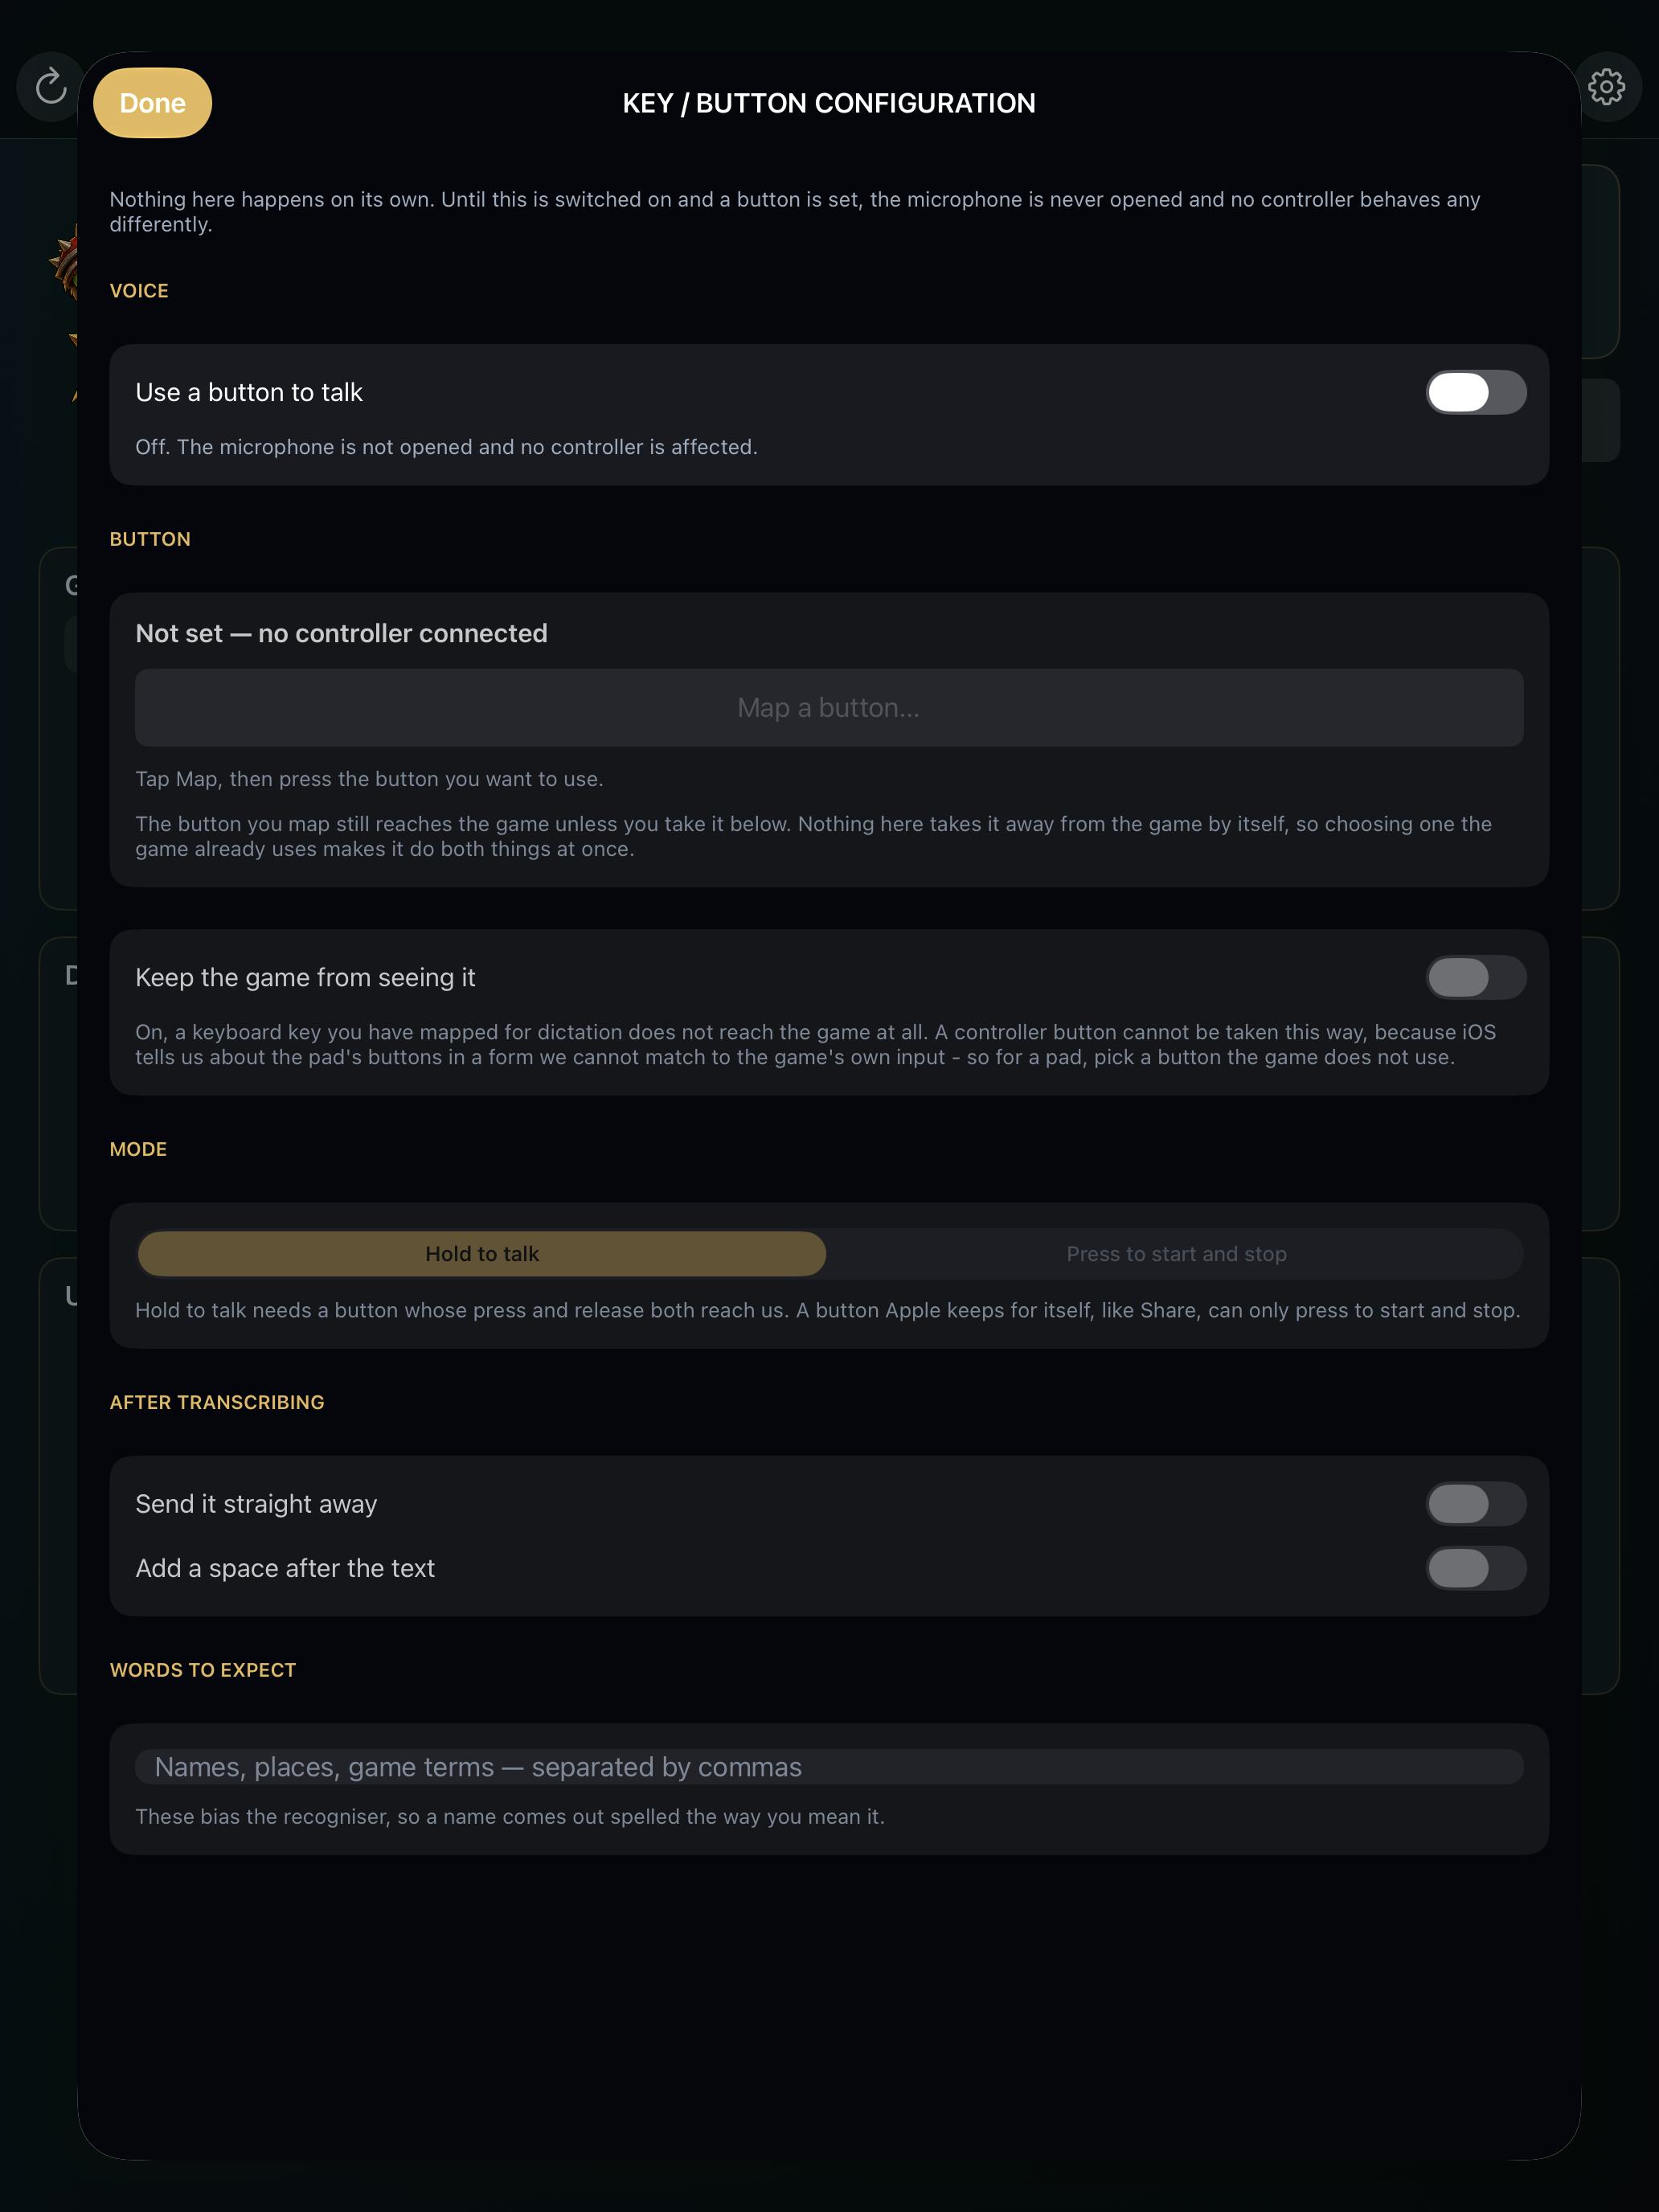 Done
KEY / BUTTON CONFIGURATION
Nothing here happens on its own. Until this is switched on and a button is set, the microphone is never opened and no controller behaves any
differently.
VOICE
Use a button to talk
Off. The microphone is not opened and no controller is affected.
BUTTON
Not set — no controller connected
Map a button...
Tap Map, then press the button you want to use.
The button you map still reaches the game unless you take it below. Nothing here takes it away from the game by itself, so choosing one the
game already uses makes it do both things at once.
Keep the game from seeing it
On, a keyboard key you have mapped for dictation does not reach the game at all. A controller button cannot be taken this way, because iOS
tells us about the pad's buttons in a form we cannot match to the game's own input - so for a pad, pick a button the game does not use.
MODE
Hold to talk
Press to start and stop
Hold to talk needs a button whose press and release both reach us. A button Apple keeps for itself, like Share, can only press to start and stop.
AFTER TRANSCRIBING
Send it straight away
Add a space after the text
WORDS TO EXPECT
Names, places, game terms — separated by commas
These bias the recogniser, so a name comes out spelled the way you mean it.